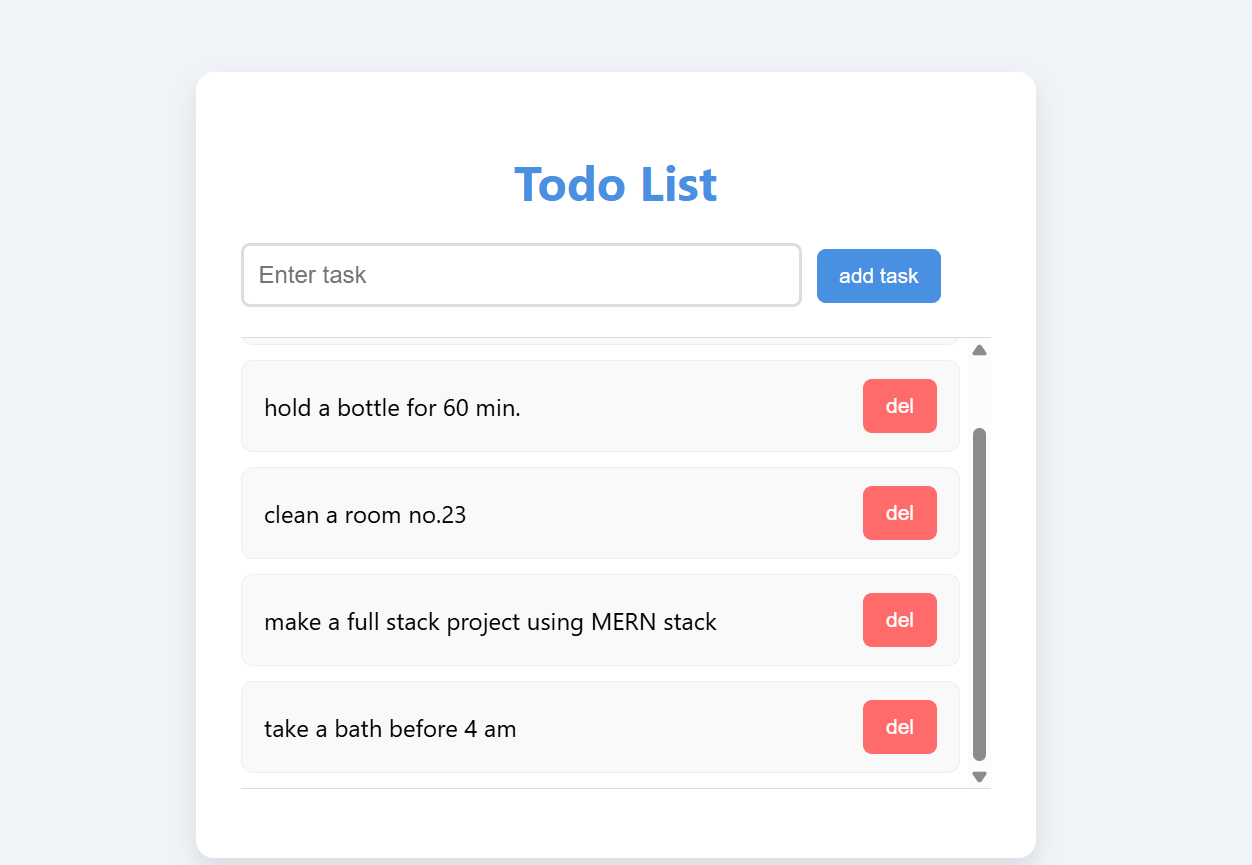 Todo List
Enter task
add task
hold a bottle for 60 min.
del
clean a room no.23
del
make a full stack project using MERN stack
del
take a bath before 4 am
del